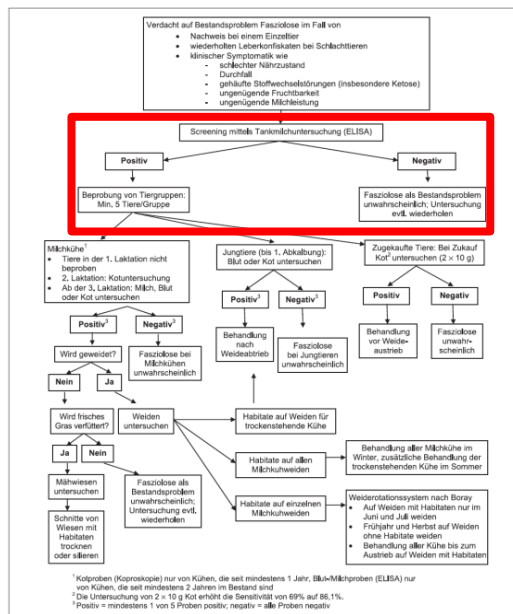 Verdacht auf Bestandsproblem Fasziolose im Fall von
• Nachweis bei einem Einzeltier
• wiederholten Leberkonfiskaten bei Schlachttieren
• klinischer Symptomatik wie
- schlechter Nährzustand
- Durchfall
- gehäufte Stoffwechselstörungen (insbesondere Ketose)
- ungenügende Fruchtbarkeit
- ungenügende Milchleistung
Screening mittels Tankmilchuntersuchung (ELISA)
Positiv
Negativ
Beprobung von Tiergruppen:
Min. 5 Tiere/Gruppe
Fasziolose als Bestandsproblem
unwahrscheinlich; Untersuchung
evtl. wiederholen
Milchkühe¹
• Tiere in der 1. Laktation nicht
beproben
• 2. Laktation: Kotuntersuchung
• Ab der 3. Laktation: Milch, Blut
oder Kot untersuchen
Jungtiere (bis 1. Abkalbung):
Blut oder Kot untersuchen
Zugekaufte Tiere: Bei Zukauf
Kot² untersuchen (2 × 10 g)
Positiv³
Negativ³
Positiv³
Negativ³
Positiv
Negativ
Wird geweidet?
Fasziolose bei
Milchkühen
unwahrscheinlich
Behandlung
nach
Weideabtrieb
Fasziolose
bei Jungtieren
unwahrscheinlich
Behandlung
vor Weide-
austrieb
Fasziolose
unwahr-
scheinlich
Nein
Ja
Wird frisches
Gras verfüttert?
Weiden
untersuchen
Habitate auf Weiden für
trockenstehende Kühe
Ja
Nein
Habitate auf allen
Milchkuhweiden
Behandlung aller Milchkühe im
Winter, zusätzliche Behandlung der
trockenstehenden Kühe im Sommer
Mähwiesen
untersuchen
Fasziolose als
Bestandsproblem
unwahrscheinlich;
Untersuchung evtl.
wiederholen
Habitate auf einzelnen
Milchkuhweiden
Weiderotationssystem nach Boray
• Auf Weiden mit Habitaten nur im
Juni und Juli weiden
• Frühjahr und Herbst auf Weiden
ohne Habitate weiden
• Behandlung aller Kühe bis zum
Austrieb auf Weiden mit Habitaten
Schnitte von
Wiesen mit
Habitaten
trocknen
oder silieren
¹ Kotproben (Koproskopie) nur von Kühen, die seit mindestens 1 Jahr, Blut-/Milchproben (ELISA) nur
von Kühen, die seit mindestens 2 Jahren im Bestand sind
² Die Untersuchung von 2 × 10 g Kot erhöht die Sensitivität von 69% auf 86,1%.
³ Positiv = mindestens 1 von 5 Proben positiv; negativ = alle Proben negativ